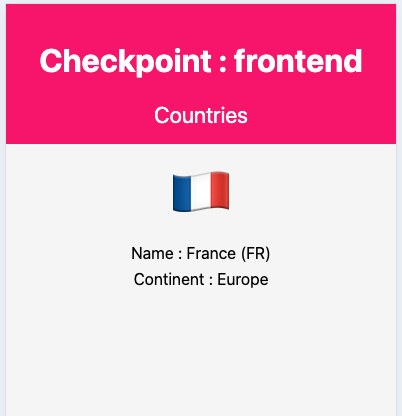 Checkpoint : frontend
Countries
Name : France (FR)
Continent : Europe